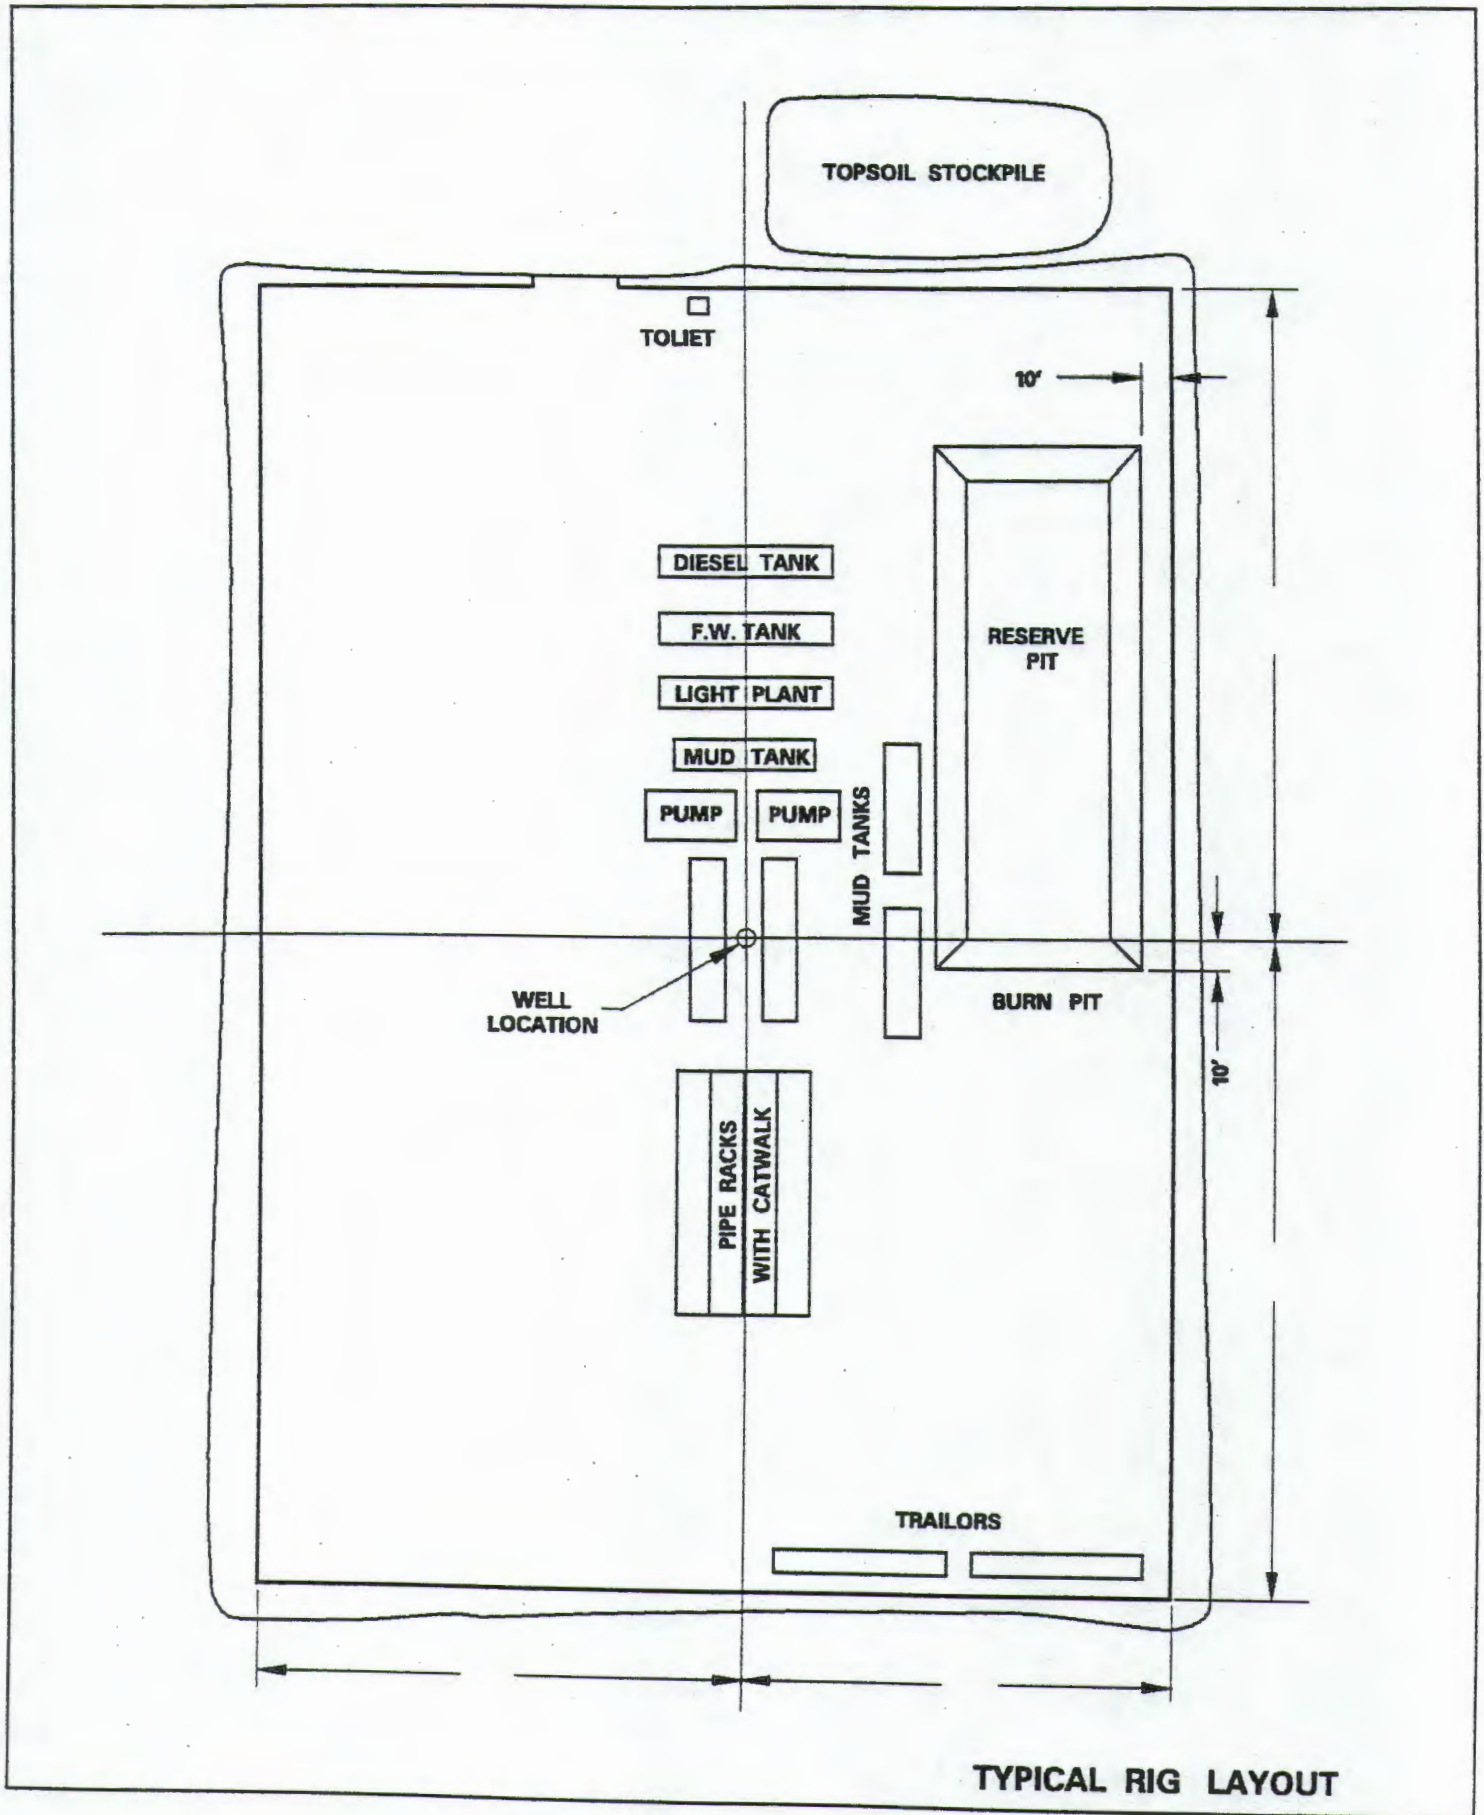 TOPSOIL STOCKPILE
TOLIET
10'
DIESEL TANK
F.W. TANK
RESERVE
PIT
LIGHT PLANT
MUD TANK
PUMP
PUMP
MUD TANKS
WELL
LOCATION
BURN PIT
10'
PIPE RACKS
WITH CATWALK
TRAILORS
TYPICAL RIG LAYOUT